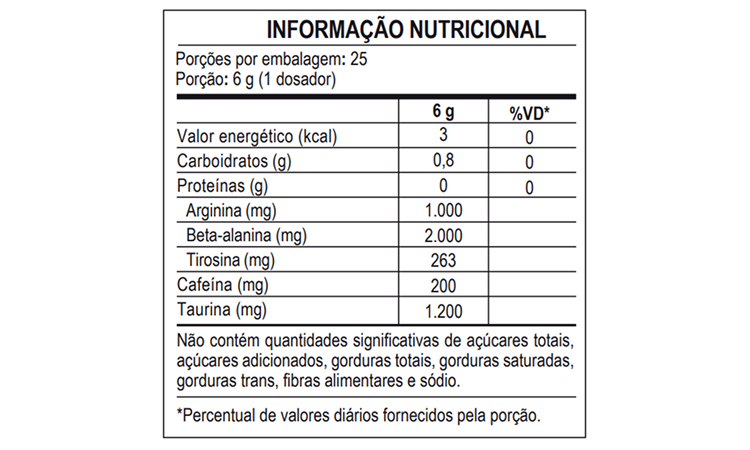 INFORMAÇÃO NUTRICIONAL
Porções por embalagem: 25
Porção: 6 g (1 dosador)
6 g %VD*
Valor energético (kcal) 3 0
Carboidratos (g) 0,8 0
Proteínas (g) 0 0
Arginina (mg) 1.000
Beta-alanina (mg) 2.000
Tirosina (mg) 263
Cafeína (mg) 200
Taurina (mg) 1.200
Não contém quantidades significativas de açúcares totais,
açúcares adicionados, gorduras totais, gorduras saturadas,
gorduras trans, fibras alimentares e sódio.
*Percentual de valores diários fornecidos pela porção.